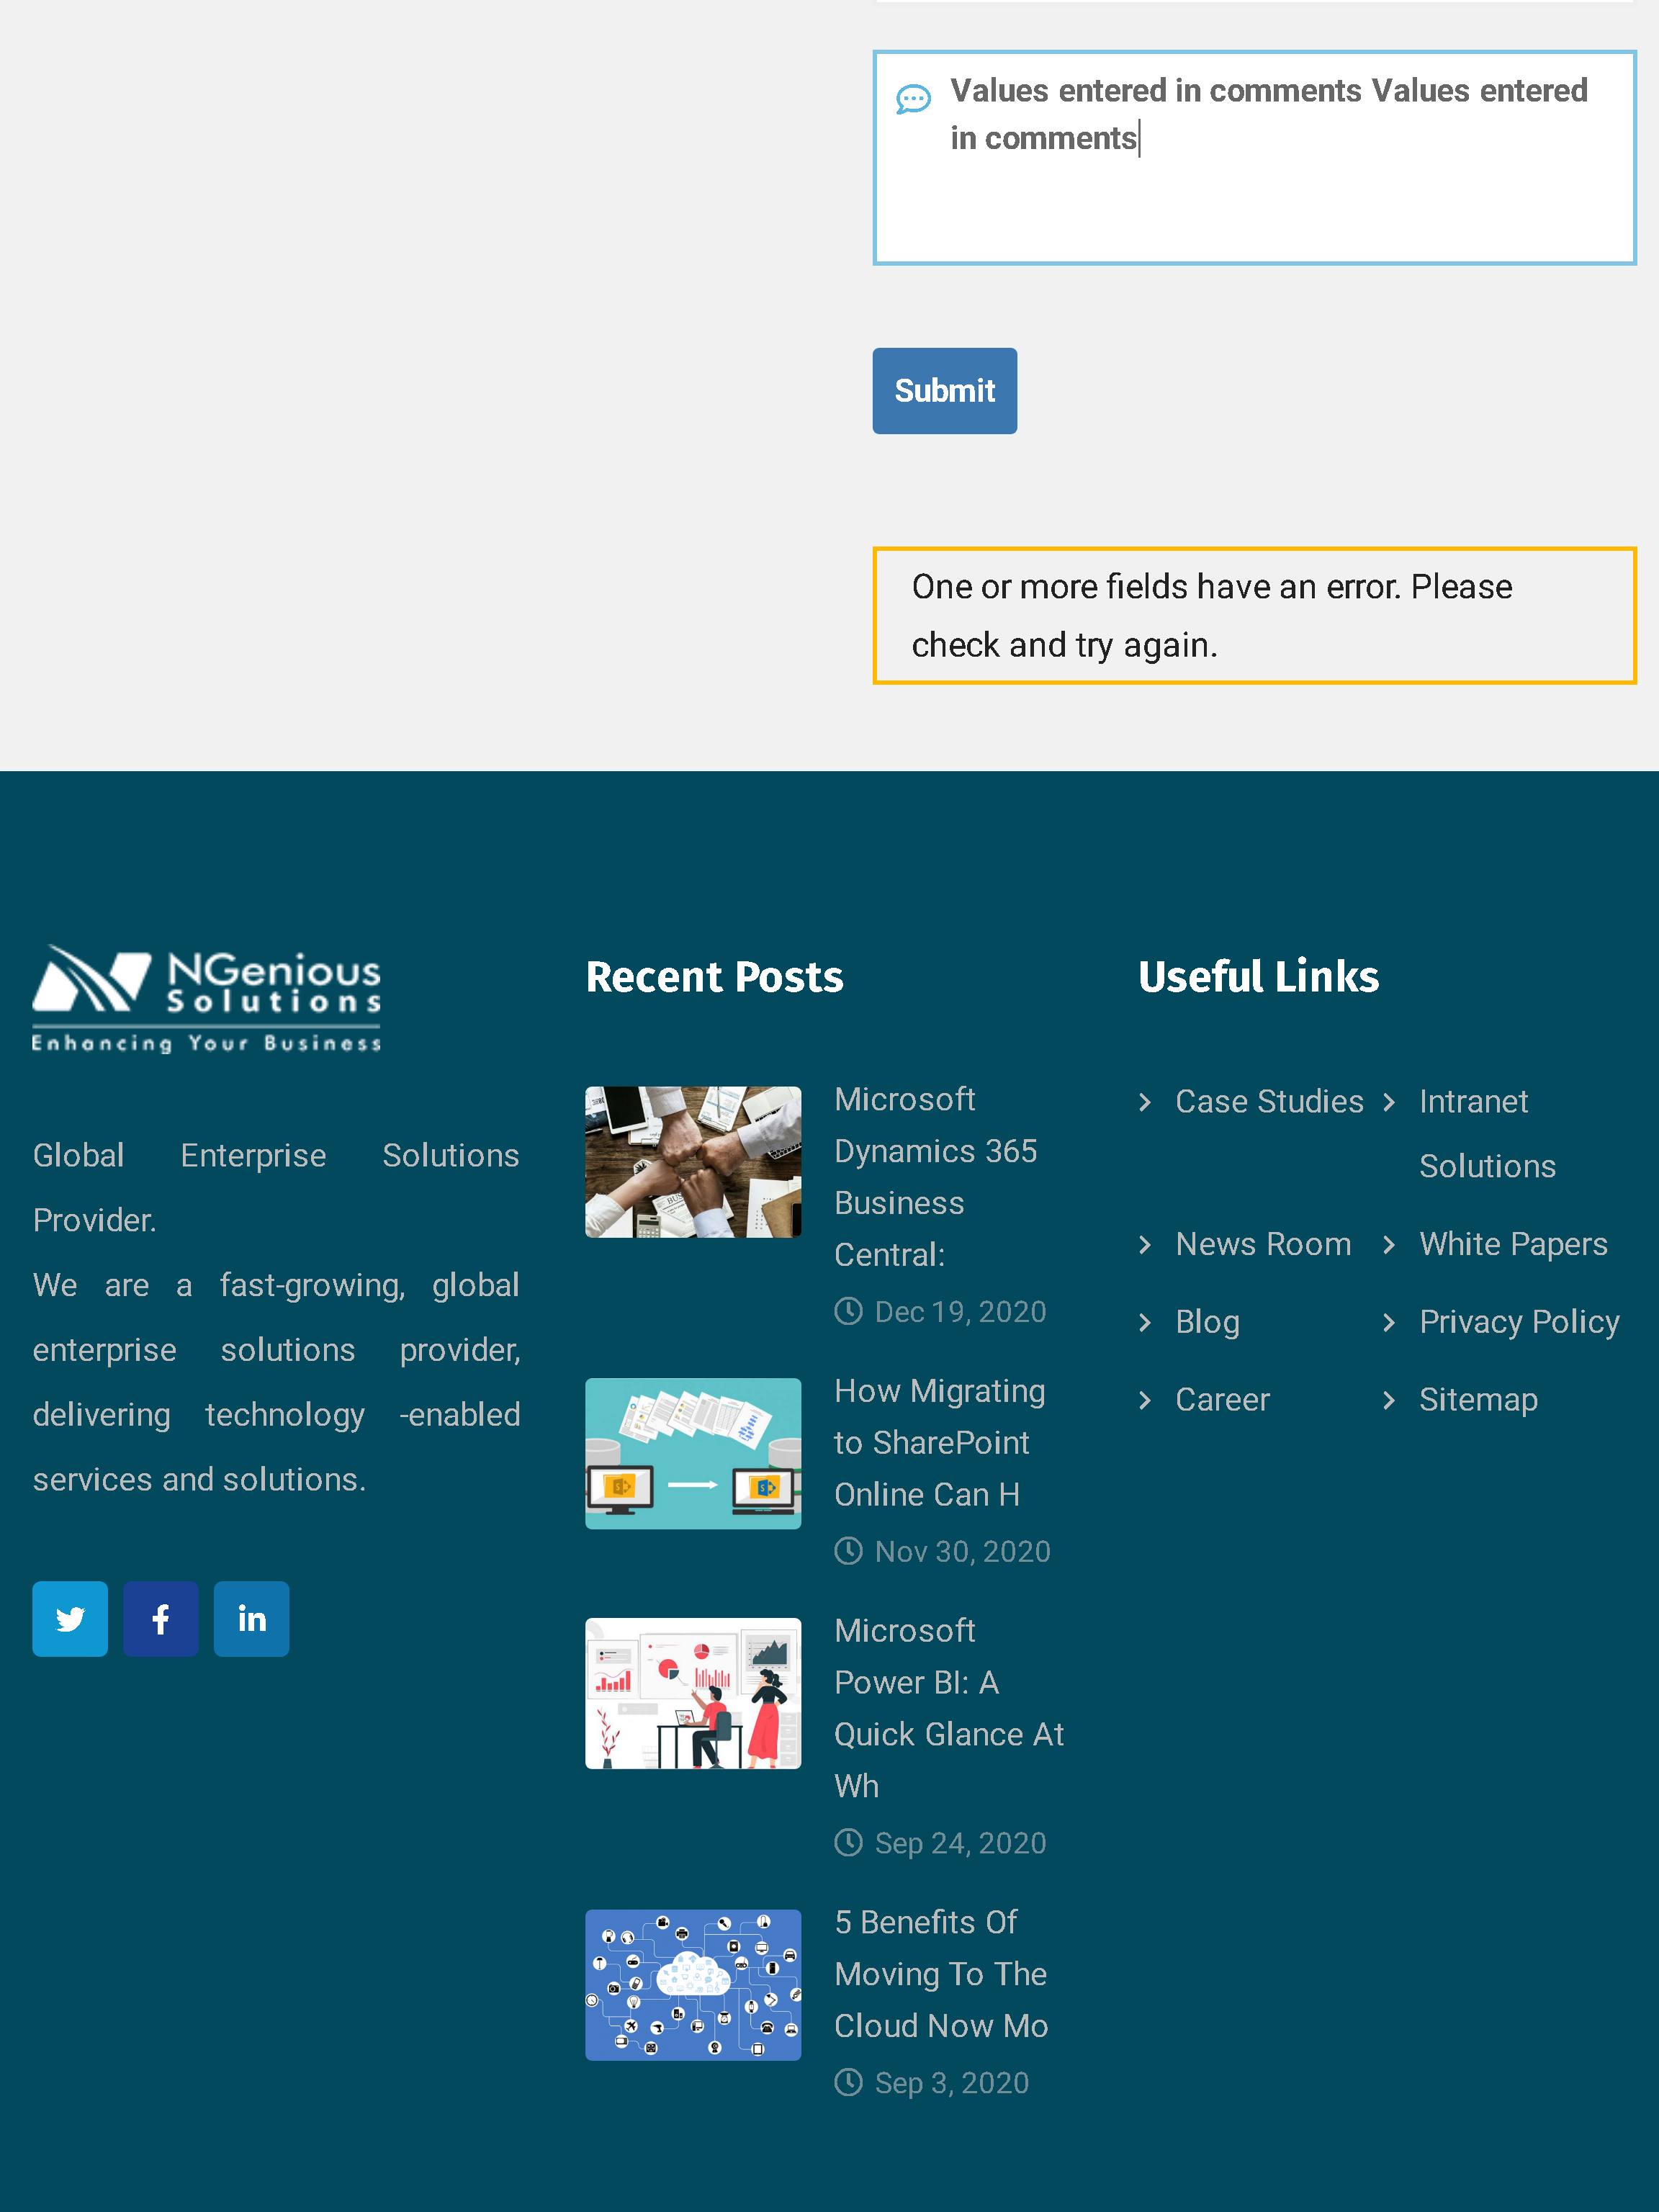 Values entered in comments Values entered
in comments
Submit
One or more fields have an error. Please
check and try again.
NGenious
Solutions
Enhancing Your Business
Global Enterprise Solutions
Provider.
We are a fast-growing, global
enterprise solutions provider,
delivering technology -enabled
services and solutions.
Recent Posts
Microsoft
Dynamics 365
Business
Central:
Dec 19, 2020
How Migrating
to SharePoint
Online Can H
Nov 30, 2020
Microsoft
Power BI: A
Quick Glance At
Wh
Sep 24, 2020
5 Benefits Of
Moving To The
Cloud Now Mo
Sep 3, 2020
Useful Links
Case Studies
Intranet
Solutions
News Room
White Papers
Blog
Privacy Policy
Career
Sitemap